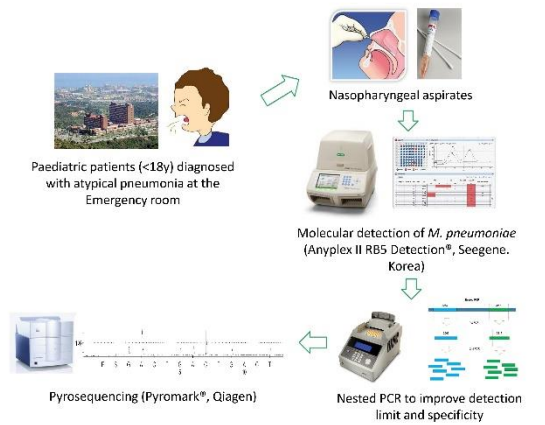 Nasopharyngeal aspirates
Paediatric patients (<18y) diagnosed
with atypical pneumonia at the
Emergency room
Molecular detection of M. pneumoniae
(Anyplex II RB5 Detection®, Seegene.
Korea)
Pyrosequencing (Pyromark®, Qiagen)
Nested PCR to improve detection
limit and specificity